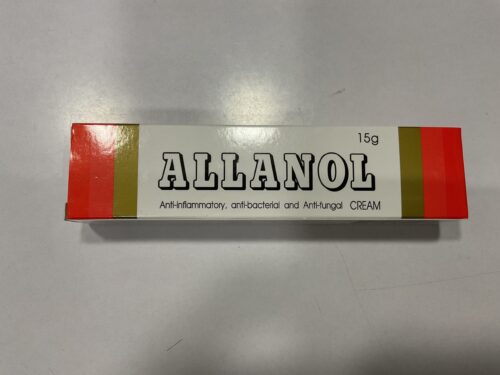 15g
ALLANOL
Anti-inflammatory, anti-bacterial and Anti-fungal CREAM